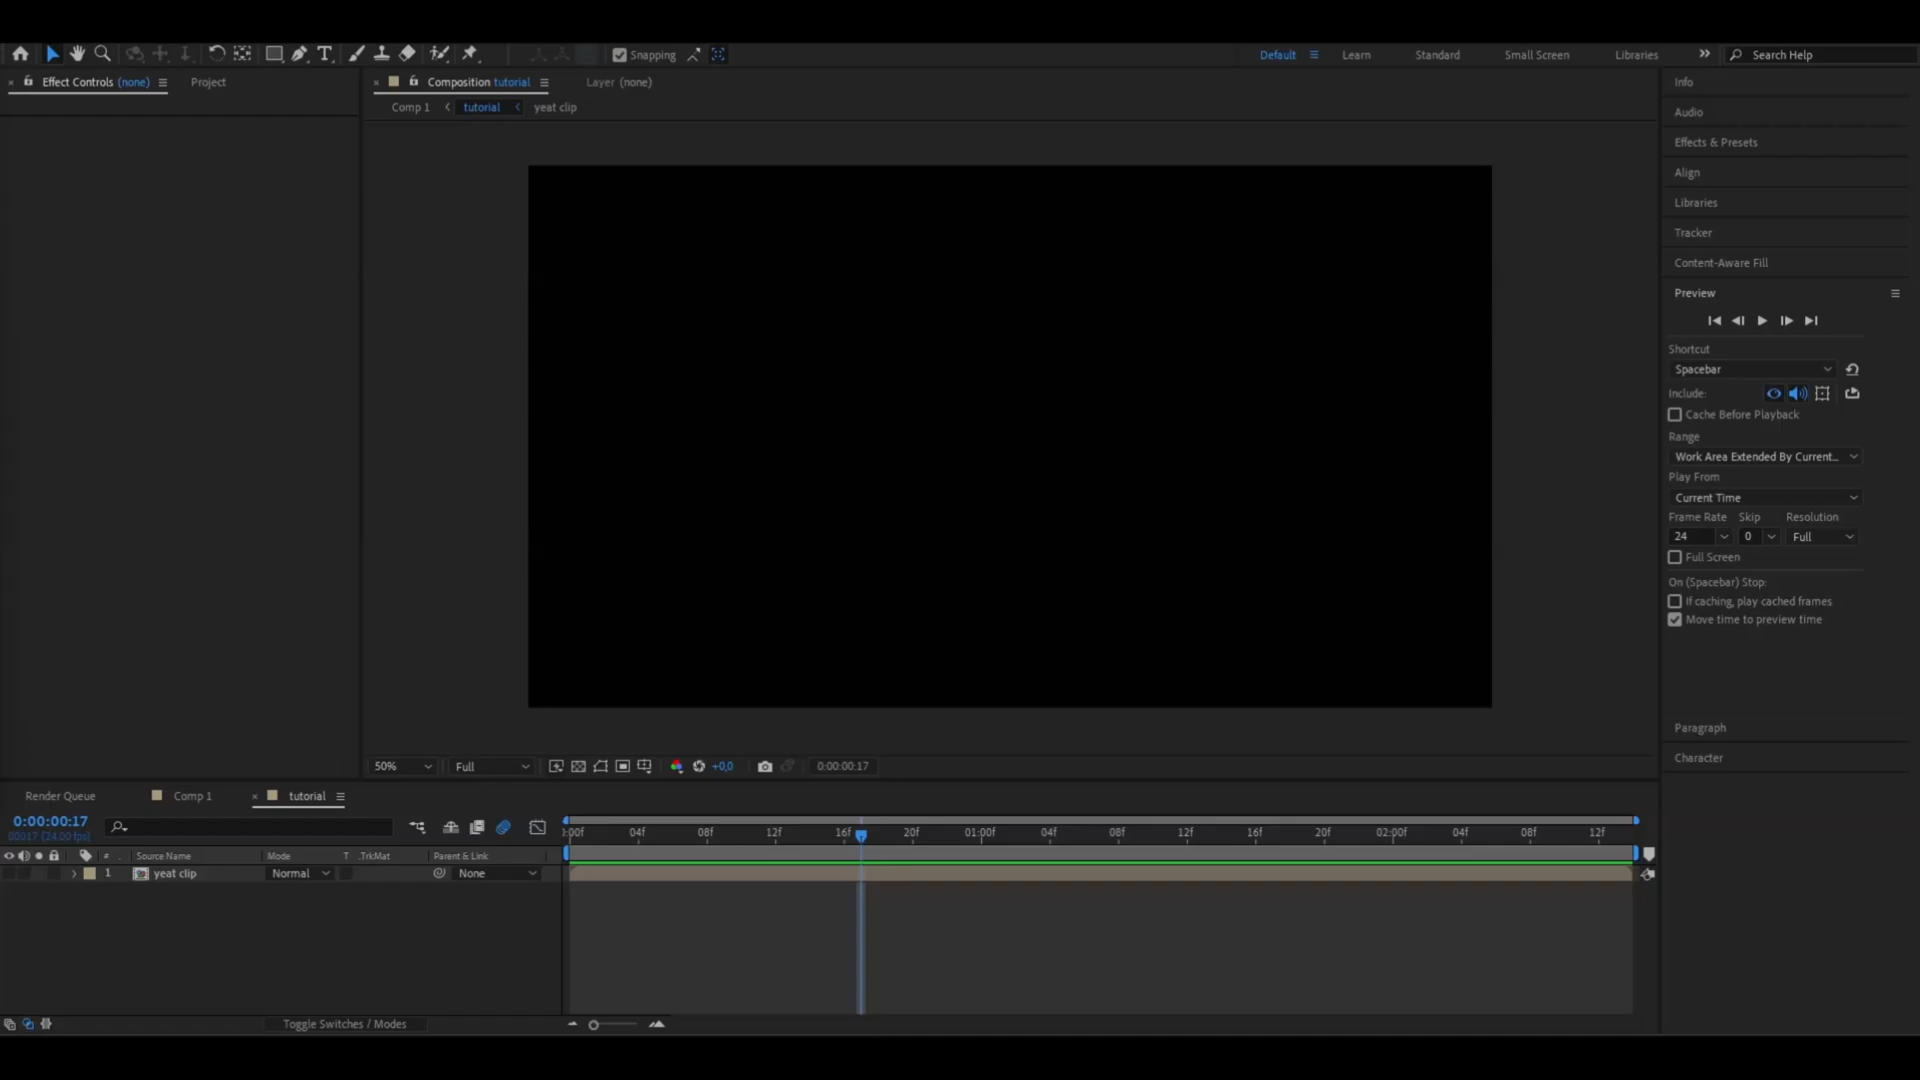 Snapping
Default
Learn
Standard
Small Screen
Libraries
Search Help
Effect Controls (none)
Project
Composition tutorial
Layer (none)
Comp 1
tutorial
yeat clip
Info
Audio
Effects & Presets
Align
Libraries
Tracker
Content-Aware Fill
Preview
Shortcut
Spacebar
Include:
Cache Before Playback
Range
Work Area Extended By Current...
Play From
Current Time
Frame Rate Skip Resolution
24 0 Full
Full Screen
On (Spacebar) Stop:
If caching, play cached frames
Move time to preview time
Paragraph
Character
50%
Full
+0,0
0:00:00:17
Render Queue
Comp 1
tutorial
0:00:00:17
00017 (24.00 fps)
:00f 04f 08f 12f 16f 20f 01:00f 04f 08f 12f 16f 20f 02:00f 04f 08f 12f
# Source Name Mode T .TrkMat Parent & Link
1 yeat clip Normal None
Toggle Switches / Modes